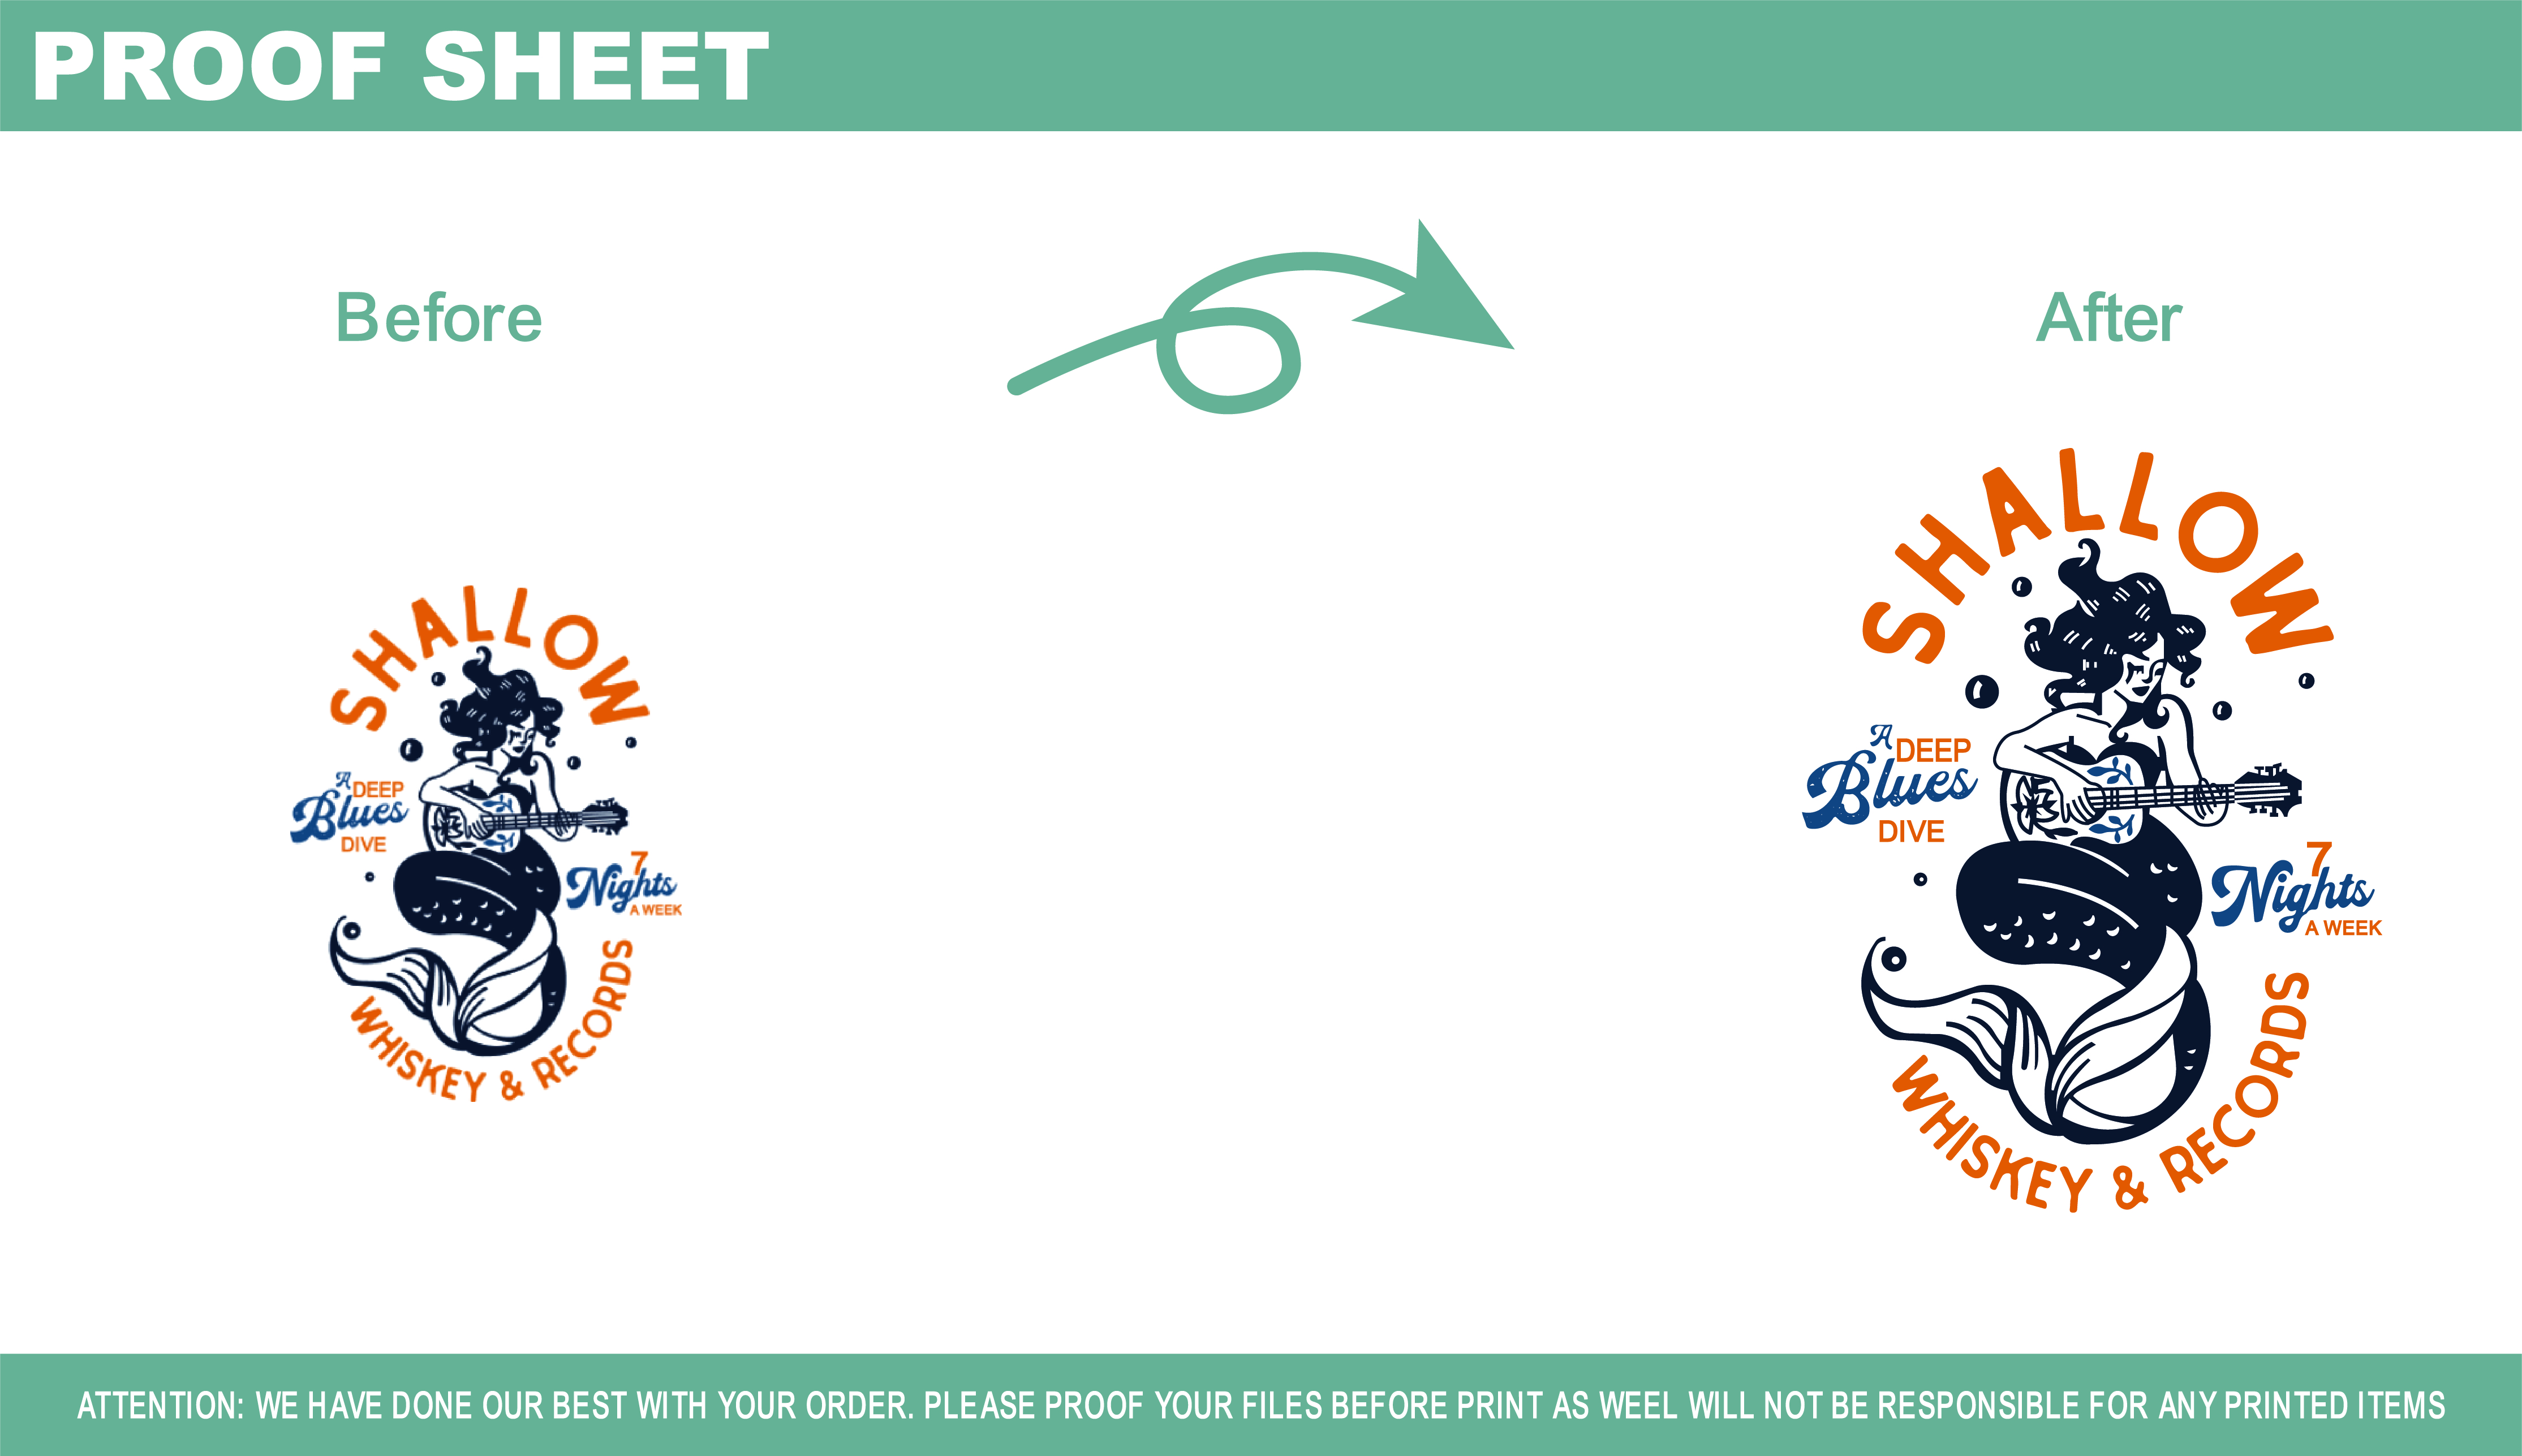 PROOF SHEET
Before
After
SHALLOW
A DEEP
Blues
DIVE
7
Nights
A WEEK
WHISKEY & RECORDS
SHALLOW
A DEEP
Blues
DIVE
7
Nights
A WEEK
WHISKEY & RECORDS
ATTENTION: WE HAVE DONE OUR BEST WITH YOUR ORDER. PLEASE PROOF YOUR FILES BEFORE PRINT AS WEEL WILL NOT BE RESPONSIBLE FOR ANY PRINTED ITEMS